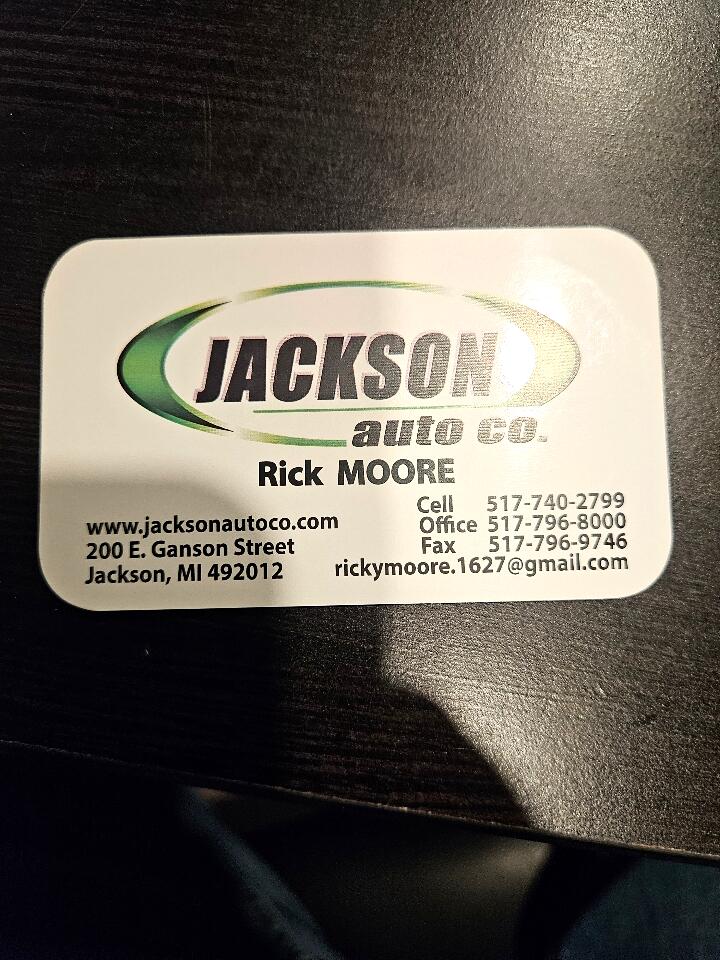 JACKSON
auto co.
Rick MOORE
www.jacksonautoco.com
200 E. Ganson Street
Jackson, MI 492012
Cell 517-740-2799
Office 517-796-8000
Fax 517-796-9746
rickymoore.1627@gmail.com